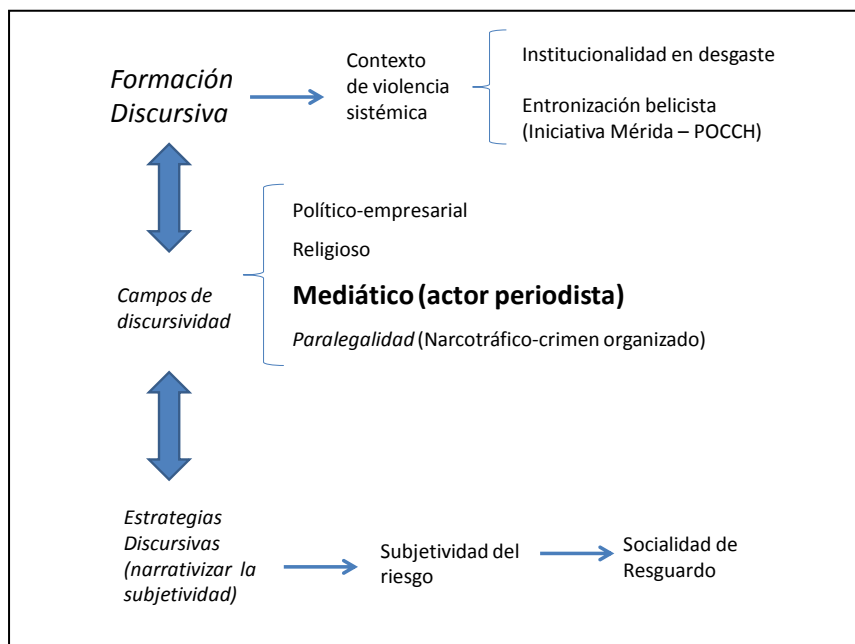 Formación
Discursiva
Contexto
de violencia
sistémica
Institucionalidad en desgaste
Entronización belicista
(Iniciativa Mérida – POCCH)
Campos de
discursividad
Político-empresarial
Religioso
Mediático (actor periodista)
Paralegalidad (Narcotráfico-crimen organizado)
Estrategias
Discursivas
(narrativizar la
subjetividad)
Subjetividad del
riesgo
Socialidad de
Resguardo